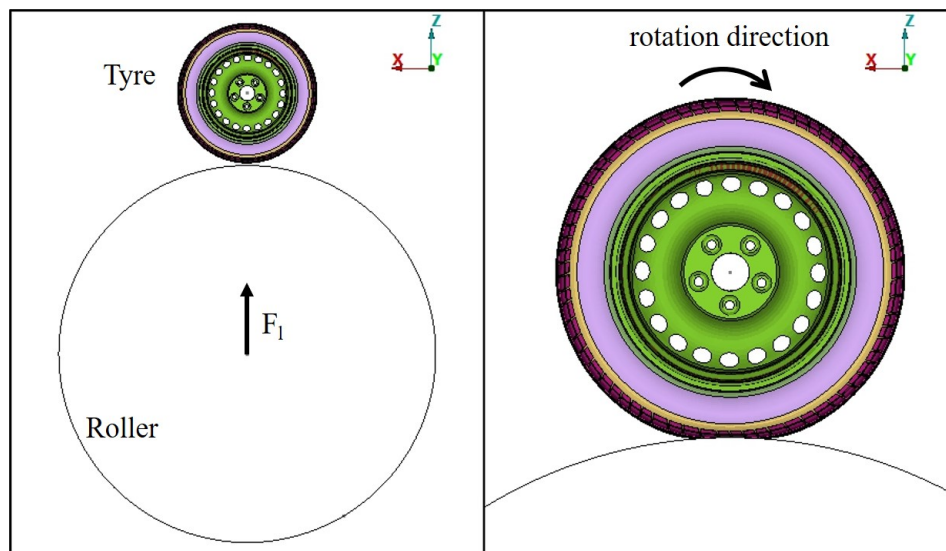 Tyre
Z
X
Y
F₁
Roller
rotation direction
Z
X
Y